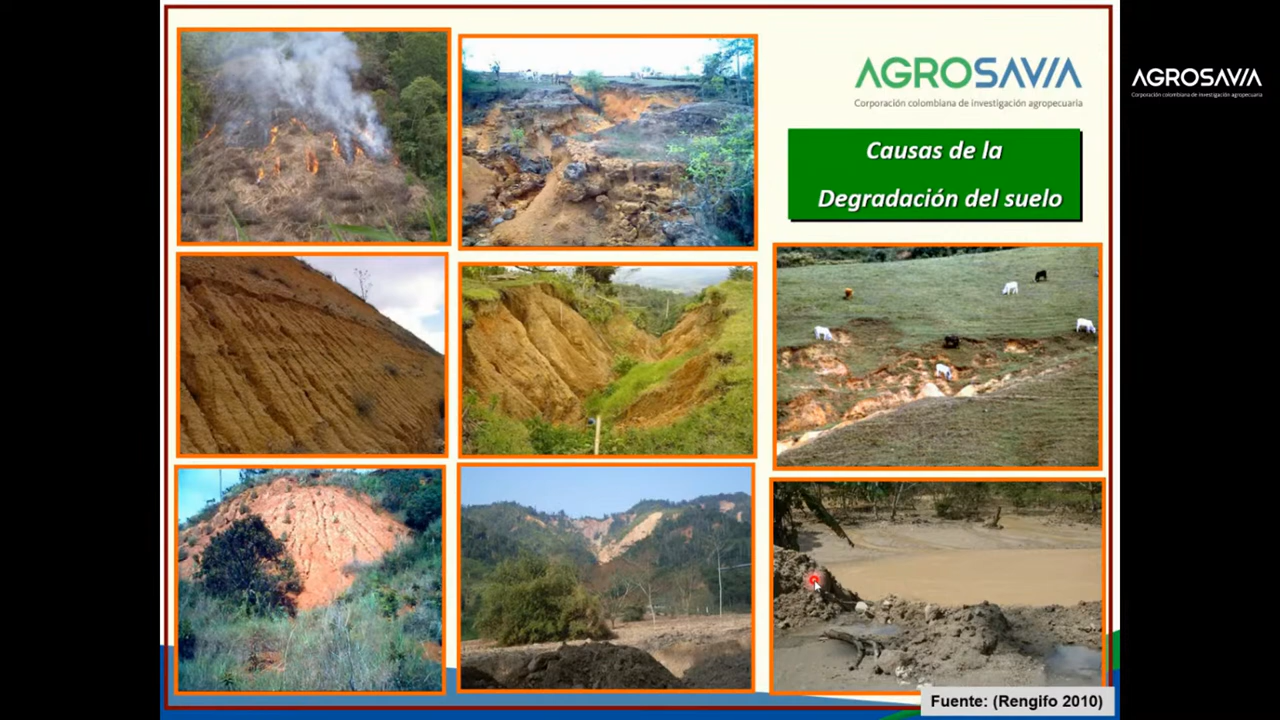 AGROSAVIA
Corporación colombiana de investigación agropecuaria
AGROSAVIA
Corporación colombiana de investigación agropecuaria
Causas de la
Degradación del suelo
Fuente: (Rengifo 2010)